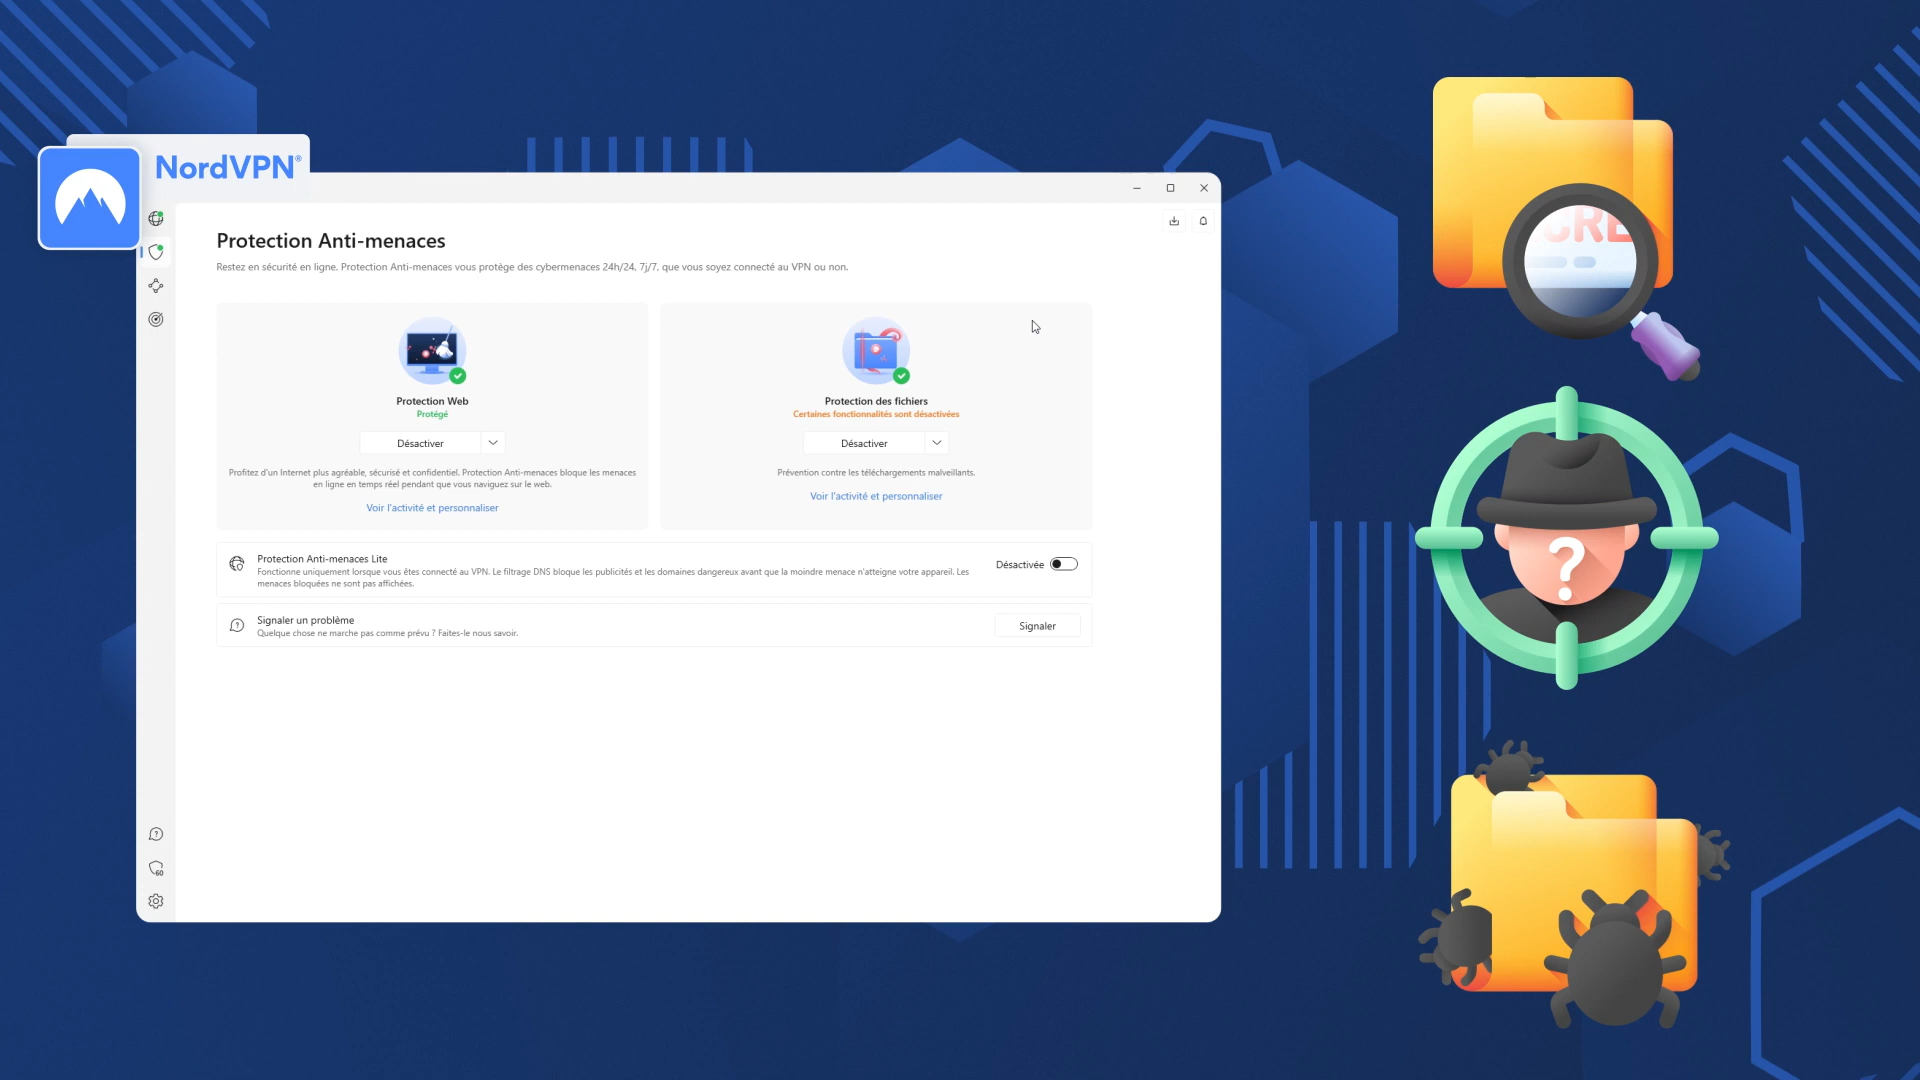 NordVPN®
Protection Anti-menaces
Restez en sécurité en ligne. Protection Anti-menaces vous protège des cybermenaces 24h/24, 7j/7, que vous soyez connecté au VPN ou non.
Protection Web
Protégé
Désactiver
Profitez d'un Internet plus agréable, sécurisé et confidentiel. Protection Anti-menaces bloque les menaces
en ligne en temps réel pendant que vous naviguez sur le web.
Voir l'activité et personnaliser
Protection des fichiers
Certaines fonctionnalités sont désactivées
Désactiver
Prévention contre les téléchargements malveillants.
Voir l'activité et personnaliser
Protection Anti-menaces Lite
Fonctionne uniquement lorsque vous êtes connecté au VPN. Le filtrage DNS bloque les publicités et les domaines dangereux avant que la moindre menace n'atteigne votre appareil. Les
menaces bloquées ne sont pas affichées.
Désactivée
Signaler un problème
Quelque chose ne marche pas comme prévu ? Faites-le nous savoir.
Signaler
60
CRE
?